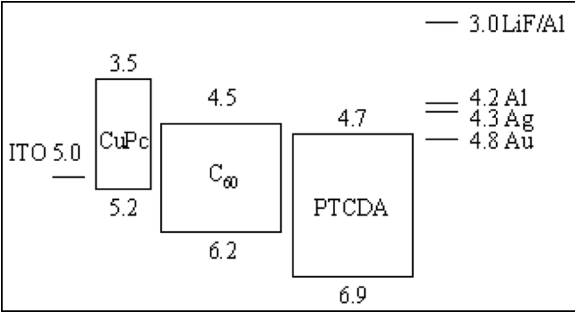 3.0 LiF/Al
3.5
4.5
4.2 Al
4.3 Ag
4.7
4.8 Au
ITO 5.0
CuPc
C₆₀
PTCDA
5.2
6.2
6.9